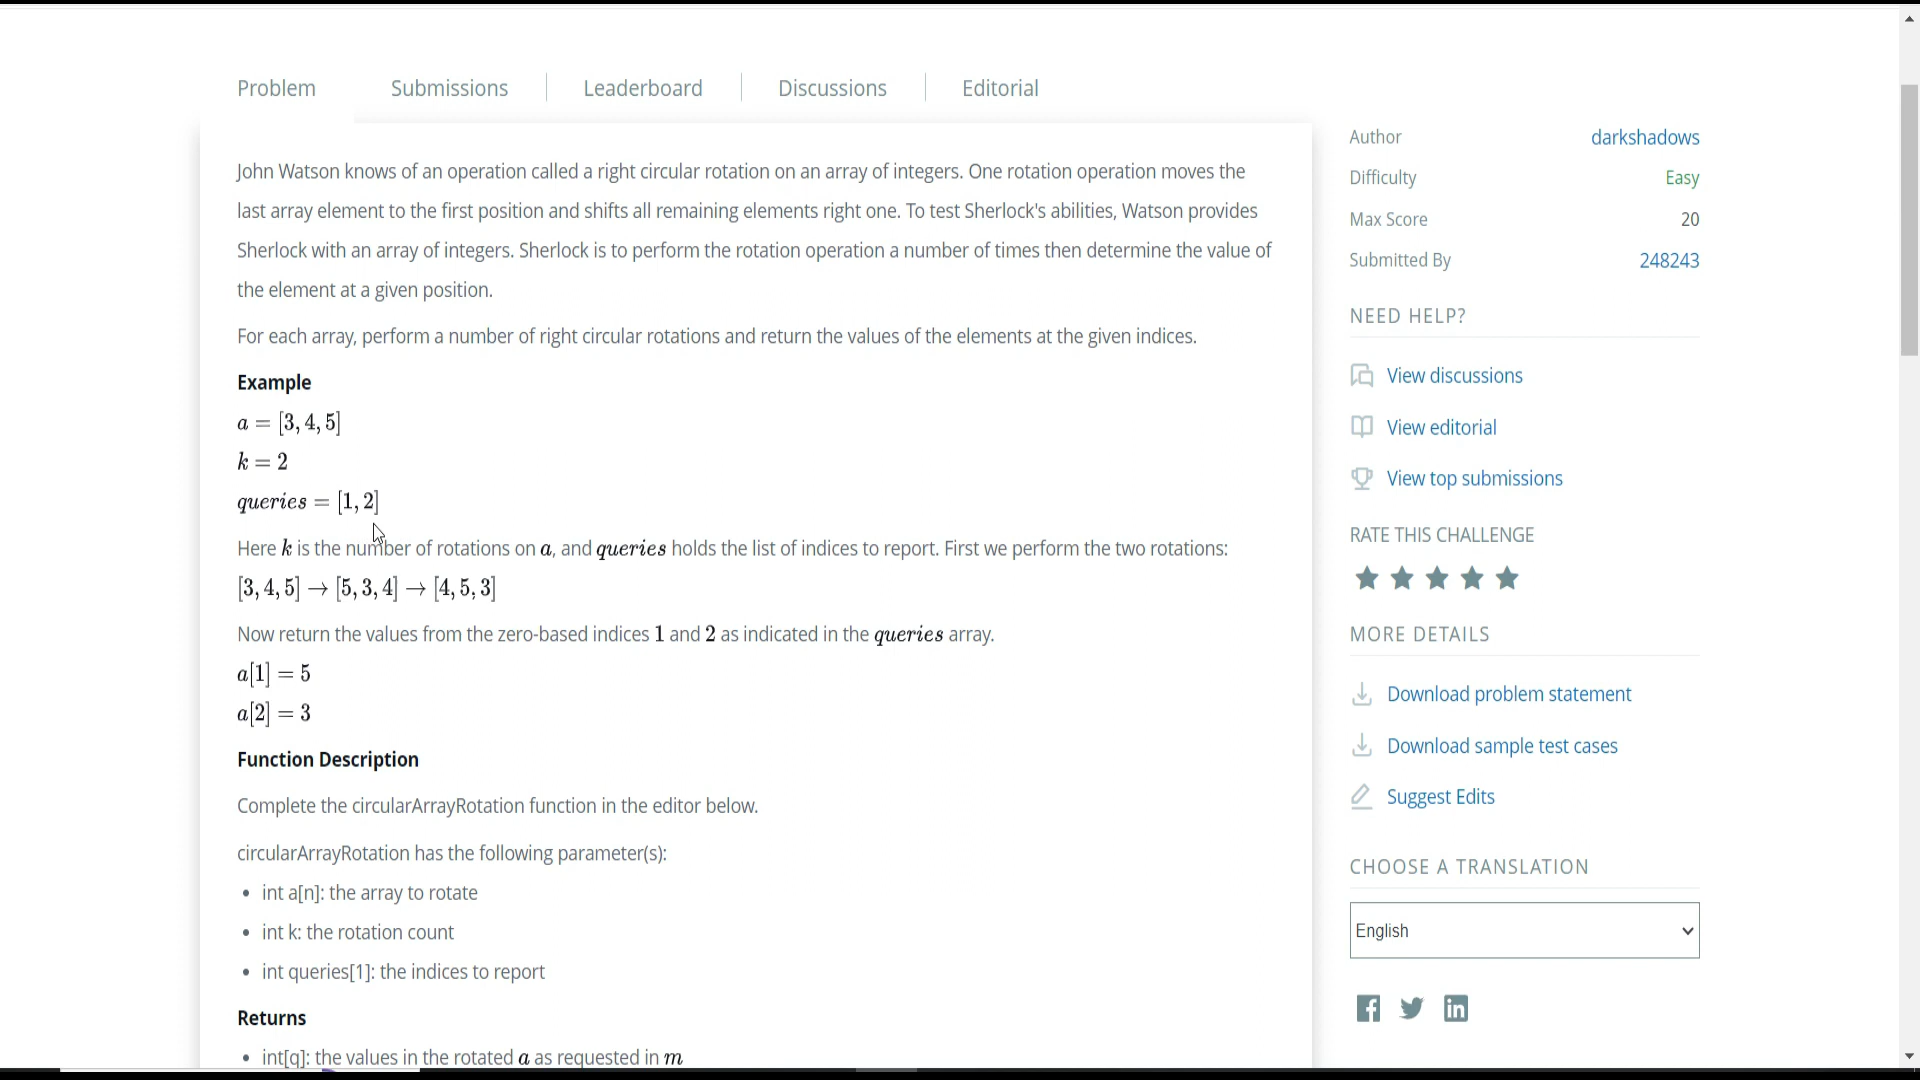 Problem
Submissions
Leaderboard
Discussions
Editorial
John Watson knows of an operation called a right circular rotation on an array of integers. One rotation operation moves the
last array element to the first position and shifts all remaining elements right one. To test Sherlock's abilities, Watson provides
Sherlock with an array of integers. Sherlock is to perform the rotation operation a number of times then determine the value of
the element at a given position.
For each array, perform a number of right circular rotations and return the values of the elements at the given indices.
Example
a = [3, 4, 5]
k = 2
queries = [1, 2]
Here k is the number of rotations on a, and queries holds the list of indices to report. First we perform the two rotations:
[3, 4, 5] → [5, 3, 4] → [4, 5, 3]
Now return the values from the zero-based indices 1 and 2 as indicated in the queries array.
a[1] = 5
a[2] = 3
Function Description
Complete the circularArrayRotation function in the editor below.
circularArrayRotation has the following parameter(s):
• int a[n]: the array to rotate
• int k: the rotation count
• int queries[1]: the indices to report
Returns
• int[q]: the values in the rotated a as requested in m
Author darkshadows
Difficulty Easy
Max Score 20
Submitted By 248243
NEED HELP?
View discussions
View editorial
View top submissions
RATE THIS CHALLENGE
MORE DETAILS
Download problem statement
Download sample test cases
Suggest Edits
CHOOSE A TRANSLATION
English